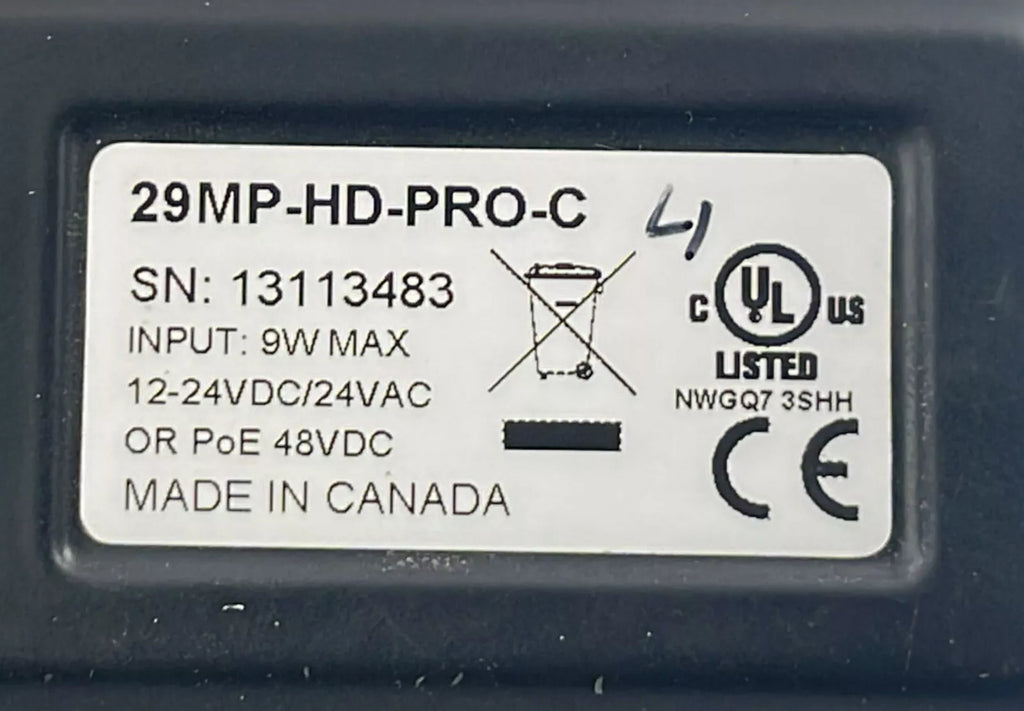 29MP-HD-PRO-C
4
SN: 13113483
INPUT: 9W MAX
12-24VDC/24VAC
OR PoE 48VDC
MADE IN CANADA
C UL US
LISTED
NWGQ7 3SHH
CE